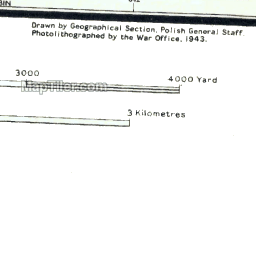 BIN
Drawn by Geographical Section, Polish General Staff.
Photolithographed by the War Office, 1943.
3000
4000 Yard
MapTiler.com
3 Kilometres